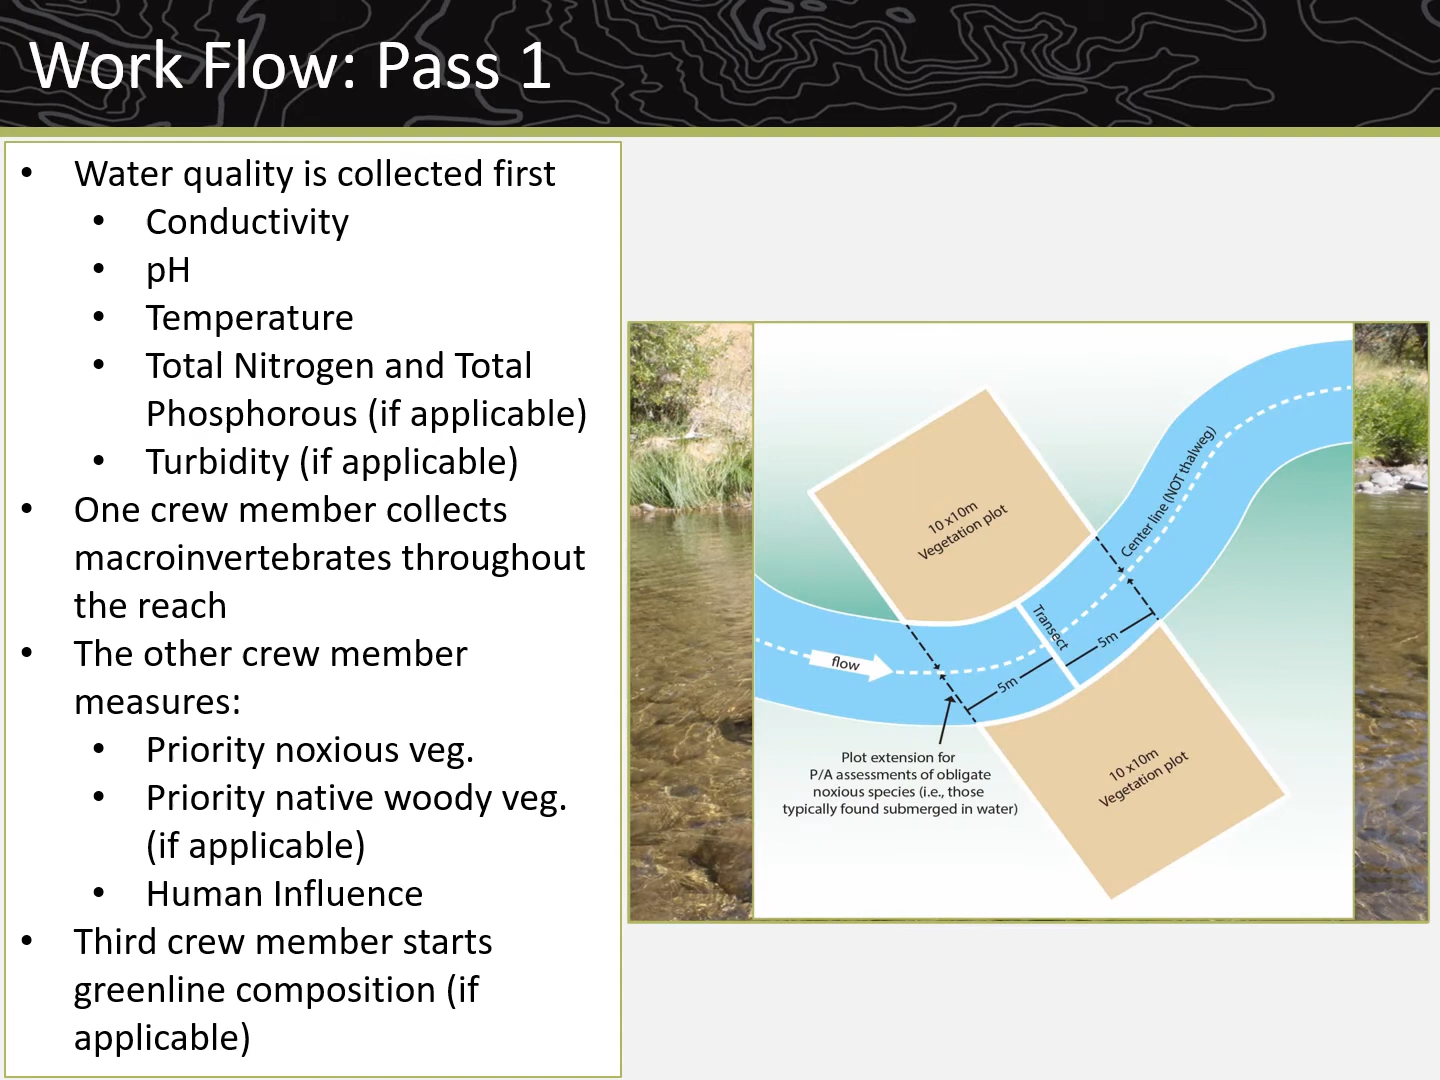 Work Flow: Pass 1
• Water quality is collected first
• Conductivity
• pH
• Temperature
• Total Nitrogen and Total
Phosphorous (if applicable)
• Turbidity (if applicable)
• One crew member collects
macroinvertebrates throughout
the reach
• The other crew member
measures:
• Priority noxious veg.
• Priority native woody veg.
(if applicable)
• Human Influence
• Third crew member starts
greenline composition (if
applicable)
10 x10m
Vegetation plot
Center line (NOT thalweg)
Transect
5m
flow
5m
Plot extension for
P/A assessments of obligate
noxious species (i.e., those
typically found submerged in water)
10 x10m
Vegetation plot